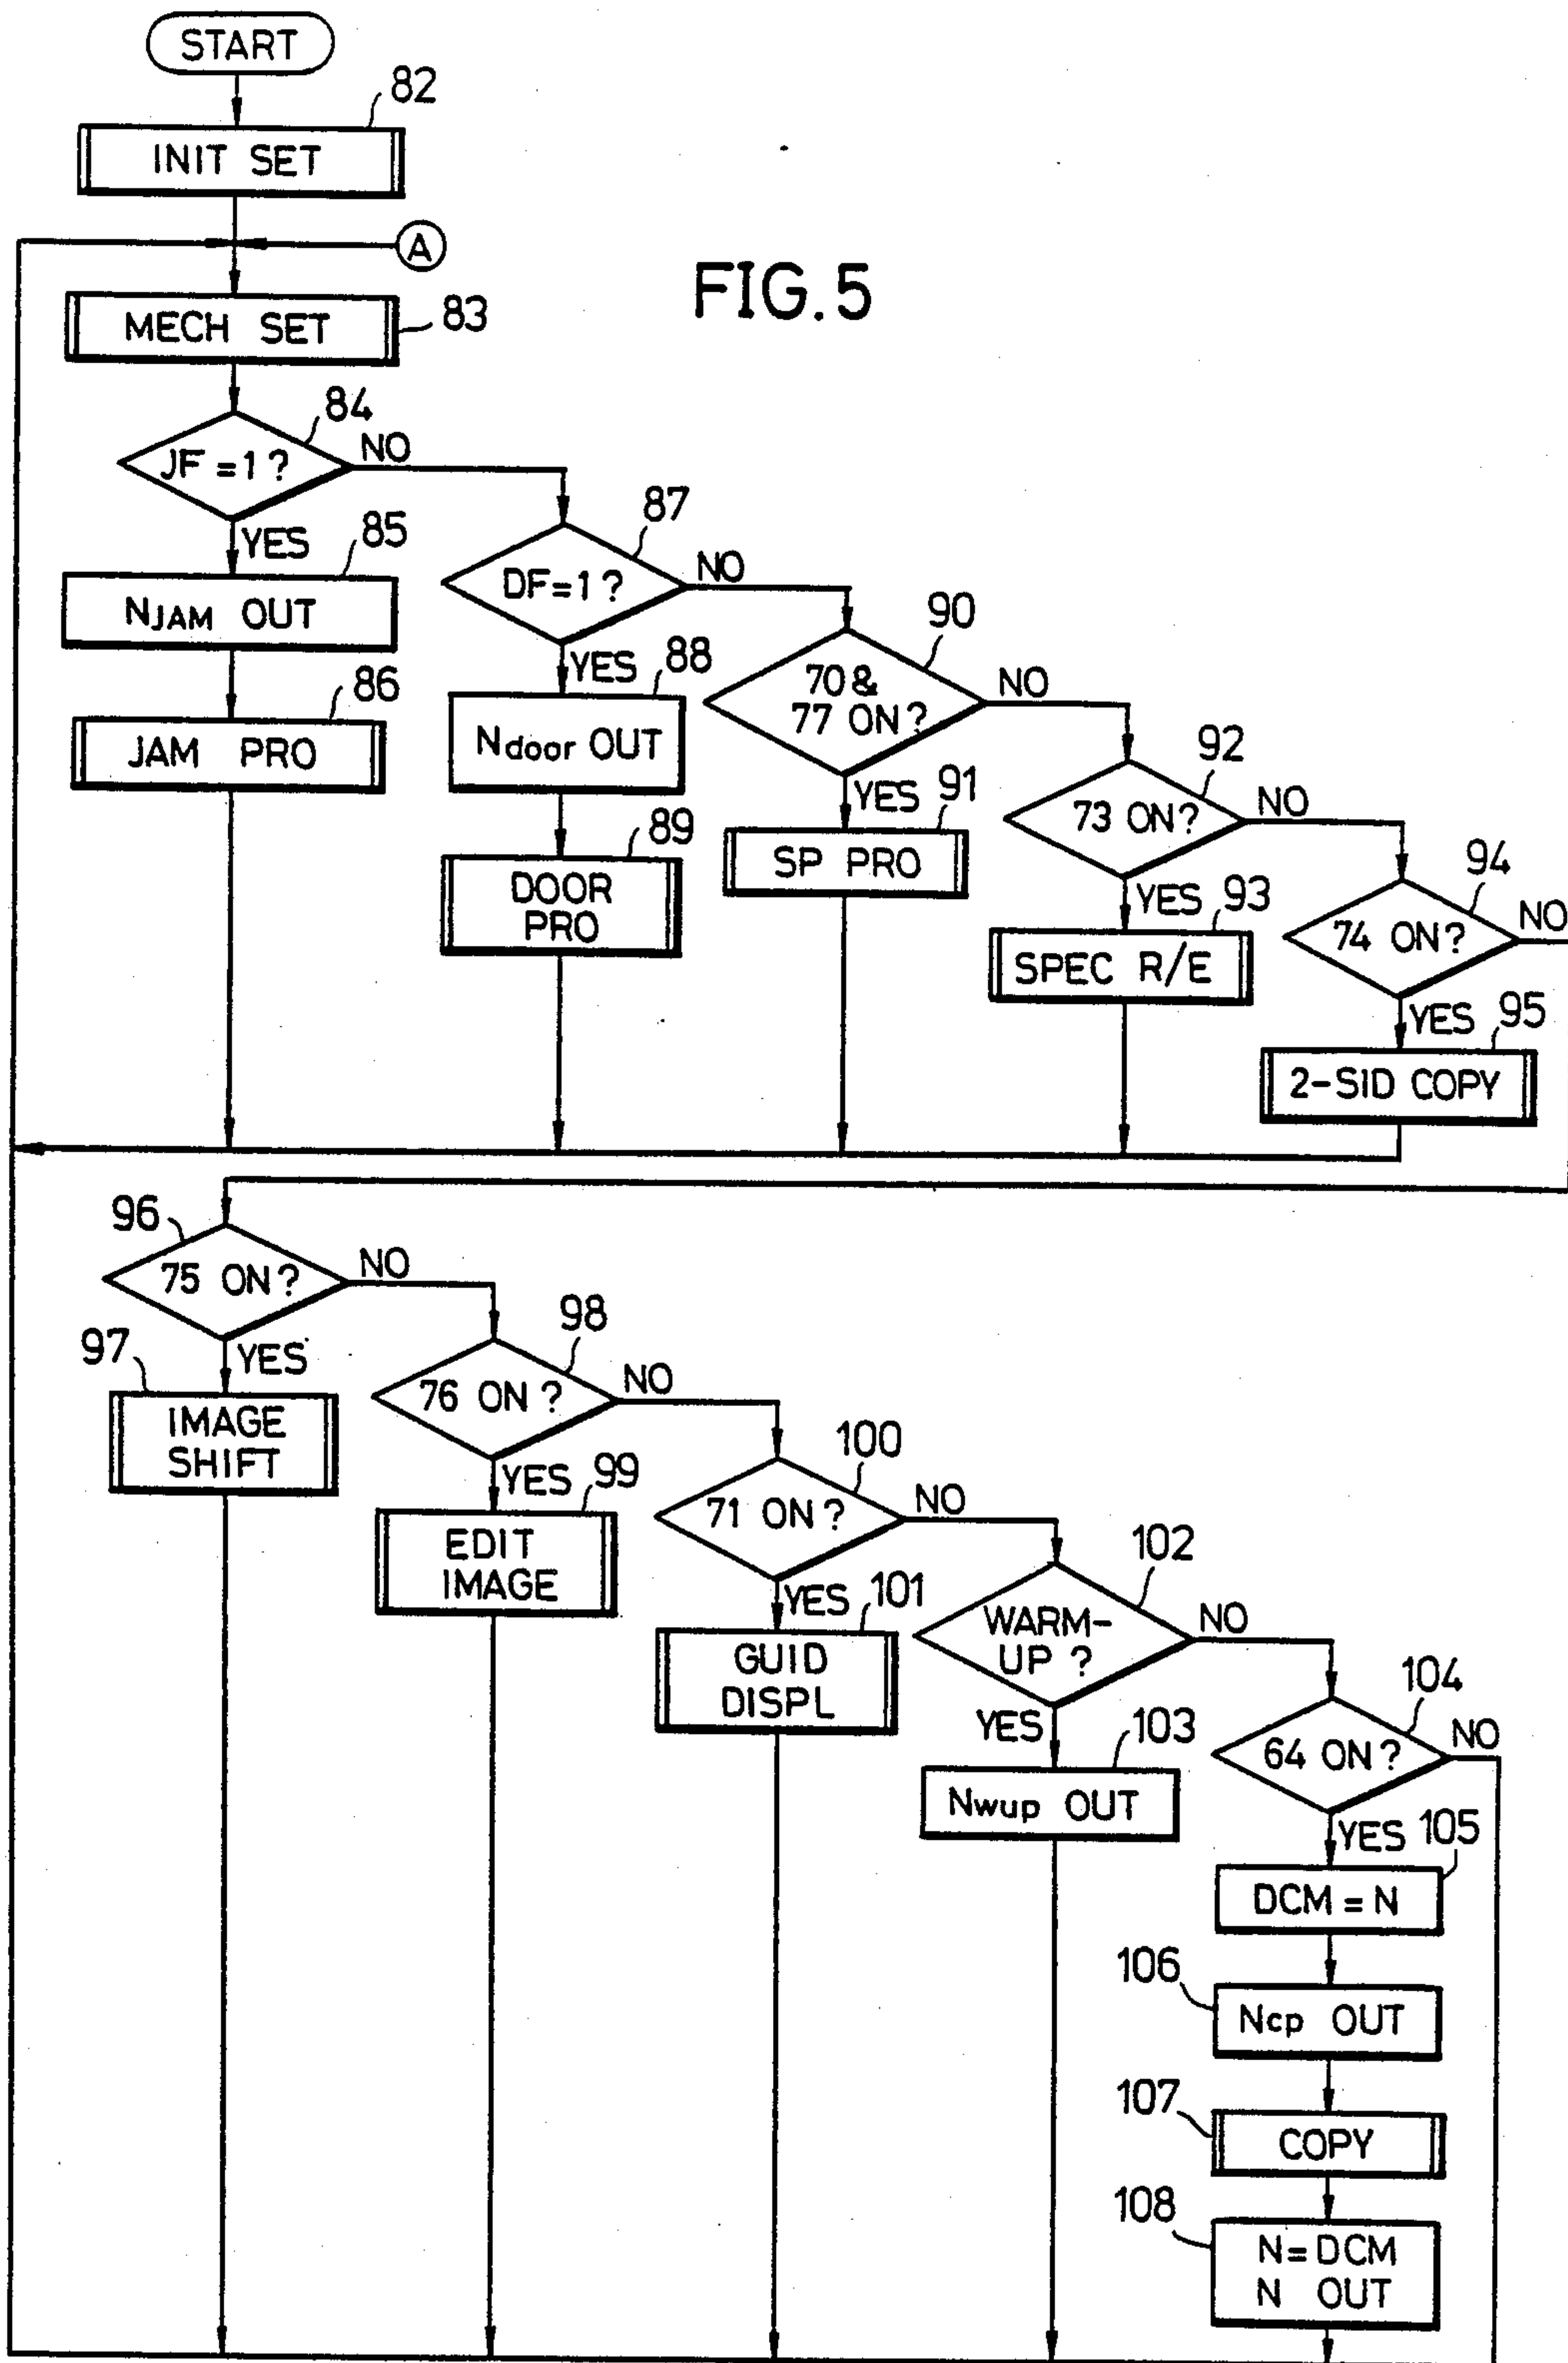 START
82
INIT SET
A
FIG. 5
MECH SET
83
84
JF = 1 ?
NO
YES
85
NJAM OUT
86
JAM PRO
87
DF = 1 ?
NO
YES
88
Ndoor OUT
89
DOOR
PRO
90
70 &
77 ON ?
NO
YES
91
SP PRO
92
73 ON ?
NO
YES
93
SPEC R/E
94
74 ON ?
NO
YES
95
2-SID COPY
96
75 ON ?
NO
YES
97
IMAGE
SHIFT
98
76 ON ?
NO
YES
99
EDIT
IMAGE
100
71 ON ?
NO
YES
101
GUID
DISPL
102
WARM-
UP ?
NO
YES
103
Nwup OUT
104
64 ON ?
NO
YES
105
DCM = N
106
Ncp OUT
107
COPY
108
N = DCM
N OUT